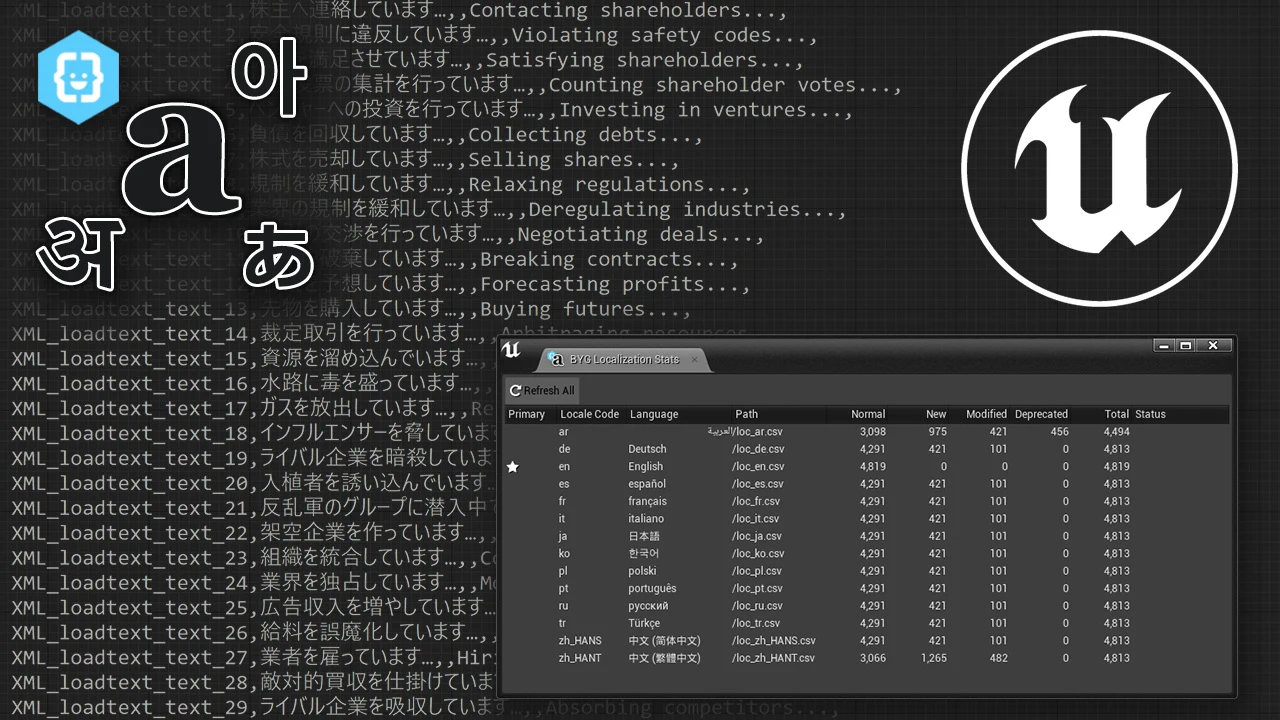 XML_loadtext_text_1,株主へ連絡しています…,,Contacting shareholders...,
XML_loadtext_text_2 規則に違反しています…,,Violating safety codes...,
満足させています…,,Satisfying shareholders...,
票の集計を行っています…,,Counting shareholder votes...,
への投資を行っています…,,Investing in ventures...,
負債を回収しています…,,Collecting debts...,
株式を売却しています…,,Selling shares...,
規制を緩和しています…,,Relaxing regulations...,
業界の規制を緩和しています…,,Deregulating industries...,
交渉を行っています…,,Negotiating deals...,
破棄しています…,,Breaking contracts...,
予想しています…,,Forecasting profits...,
XML_loadtext_text_13,先物を購入しています…,,Buying futures...,
XML_loadtext_text_14,裁定取引を行っています…,,Arbitraging resources
XML_loadtext_text_15,資源を溜め込んでいます…
XML_loadtext_text_16,水路に毒を盛っています…,
XML_loadtext_text_17,ガスを放出しています…,,Re
XML_loadtext_text_18,インフルエンサーを脅しています
XML_loadtext_text_19,ライバル企業を暗殺しています
XML_loadtext_text_20,入植者を誘い込んでいます
XML_loadtext_text_21,反乱軍のグループに潜入中で
XML_loadtext_text_22,架空企業を作っています…,,
XML_loadtext_text_23,組織を統合しています…,,Co
XML_loadtext_text_24,業界を独占しています…,,Mo
XML_loadtext_text_25,広告収入を増やしています…
XML_loadtext_text_26,給料を誤魔化しています…,,
XML_loadtext_text_27,業者を雇っています…,,Hiri
XML_loadtext_text_28,敵対的買収を仕掛けています
XML_loadtext_text_29,ライバル企業を吸収しています…,,Absorbing competitors...,
아
a
अ
あ
BYG Localization Stats
Refresh All
Primary Locale Code Language Path Normal New Modified Deprecated Total Status
ar العربية /loc_ar.csv 3,098 975 421 456 4,494
de Deutsch /loc_de.csv 4,291 421 101 0 4,813
en English /loc_en.csv 4,819 0 0 0 4,819
es español /loc_es.csv 4,291 421 101 0 4,813
fr français /loc_fr.csv 4,291 421 101 0 4,813
it italiano /loc_it.csv 4,291 421 101 0 4,813
ja 日本語 /loc_ja.csv 4,291 421 101 0 4,813
ko 한국어 /loc_ko.csv 4,291 421 101 0 4,813
pl polski /loc_pl.csv 4,291 421 101 0 4,813
pt português /loc_pt.csv 4,291 421 101 0 4,813
ru русский /loc_ru.csv 4,291 421 101 0 4,813
tr Türkçe /loc_tr.csv 4,291 421 101 0 4,813
zh_HANS 中文 (简体中文) /loc_zh_HANS.csv 4,291 421 101 0 4,813
zh_HANT 中文 (繁體中文) /loc_zh_HANT.csv 3,066 1,265 482 0 4,813